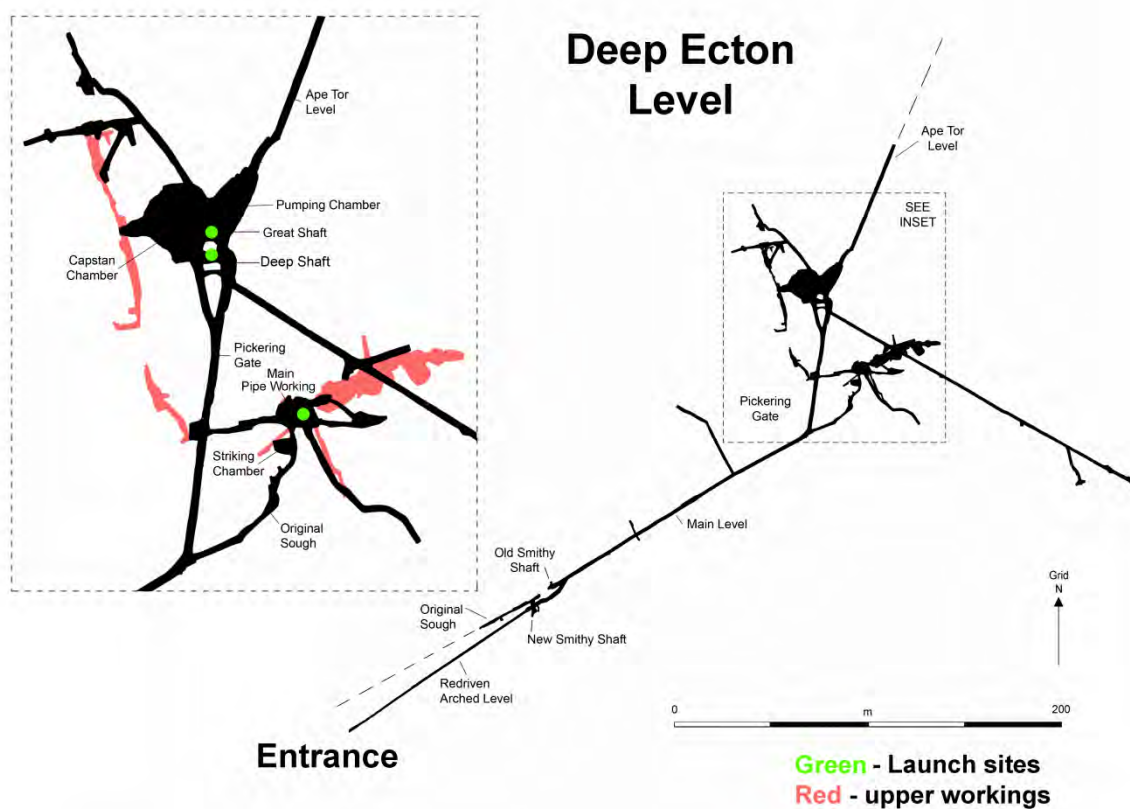 Deep Ecton
Level
Ape Tor
Level
Pumping Chamber
Great Shaft
Capstan
Chamber
Deep Shaft
Pickering
Gate
Main
Pipe Working
Striking
Chamber
Original
Sough
Ape Tor
Level
SEE
INSET
Pickering
Gate
Main Level
Old Smithy
Shaft
Original
Sough
New Smithy Shaft
Redriven
Arched Level
Entrance
Grid
N
0
m
200
Green - Launch sites
Red - upper workings